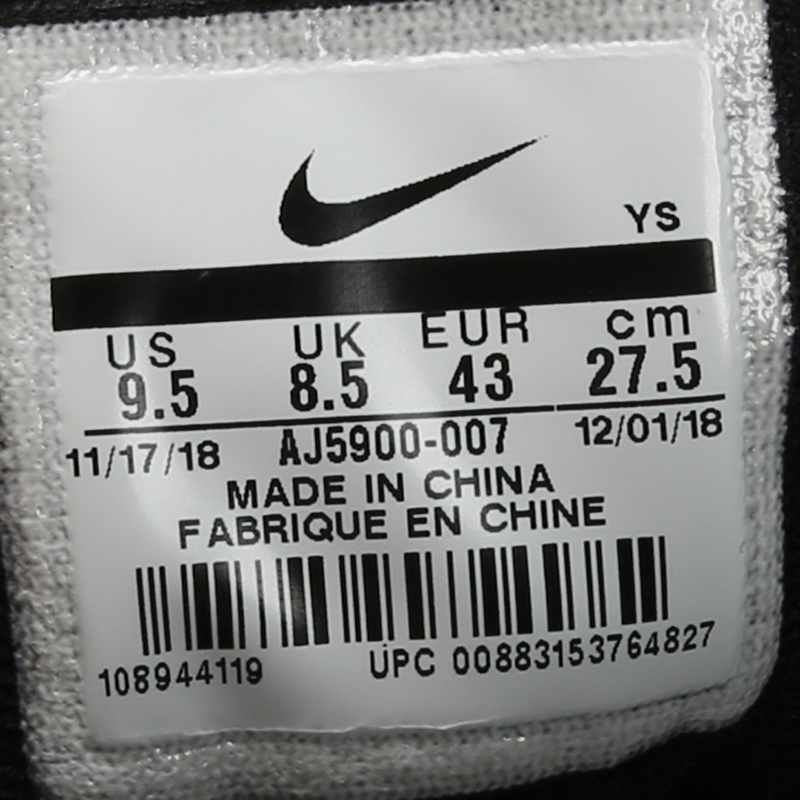 YS
US UK EUR cm
9.5 8.5 43 27.5
11/17/18 AJ5900-007 12/01/18
MADE IN CHINA
FABRIQUE EN CHINE
108944119 UPC 00883153764827